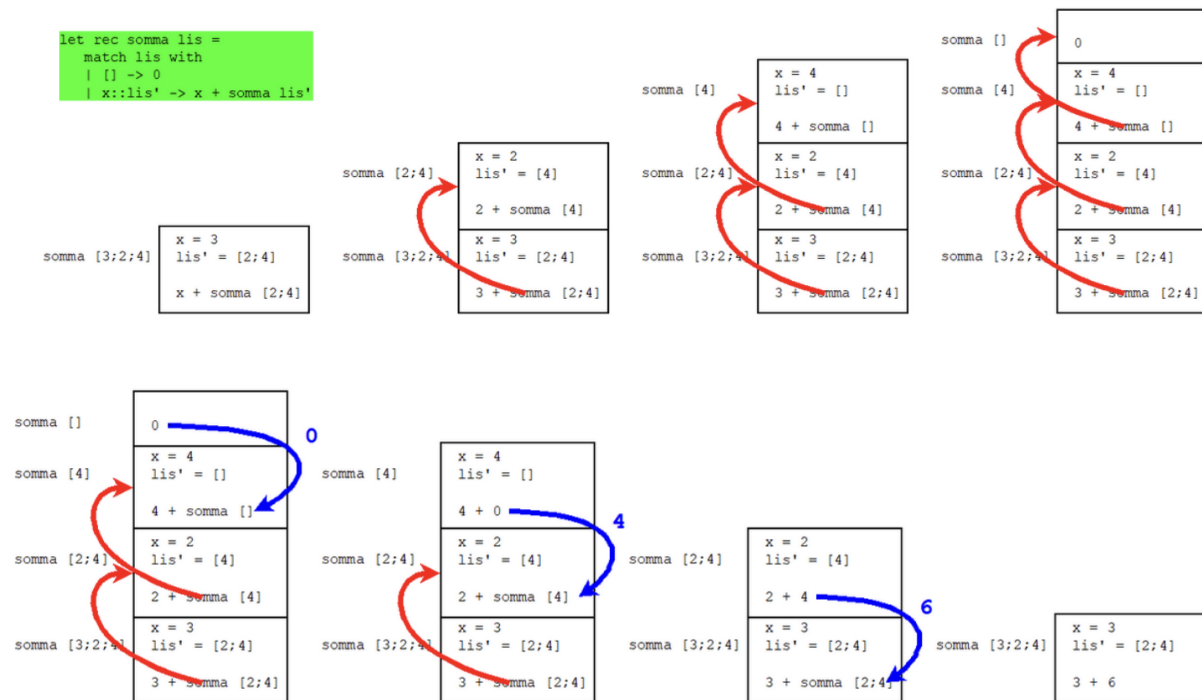 let rec somma lis =
match lis with
| [] -> 0
| x::lis' -> x + somma lis'
somma [3;2;4]
x = 3
lis' = [2;4]
x + somma [2;4]
somma [2;4]
x = 2
lis' = [4]
2 + somma [4]
somma [3;2;4]
x = 3
lis' = [2;4]
3 + somma [2;4]
somma [4]
x = 4
lis' = []
4 + somma []
somma [2;4]
x = 2
lis' = [4]
2 + somma [4]
somma [3;2;4]
x = 3
lis' = [2;4]
3 + somma [2;4]
somma []
0
somma [4]
x = 4
lis' = []
4 + somma []
somma [2;4]
x = 2
lis' = [4]
2 + somma [4]
somma [3;2;4]
x = 3
lis' = [2;4]
3 + somma [2;4]
somma []
0
0
somma [4]
x = 4
lis' = []
4 + somma []
somma [2;4]
x = 2
lis' = [4]
2 + somma [4]
somma [3;2;4]
x = 3
lis' = [2;4]
3 + somma [2;4]
somma [4]
x = 4
lis' = []
4 + 0
4
somma [2;4]
x = 2
lis' = [4]
2 + somma [4]
somma [3;2;4]
x = 3
lis' = [2;4]
3 + somma [2;4]
somma [2;4]
x = 2
lis' = [4]
2 + 4
6
somma [3;2;4]
x = 3
lis' = [2;4]
3 + somma [2;4]
somma [3;2;4]
x = 3
lis' = [2;4]
3 + 6